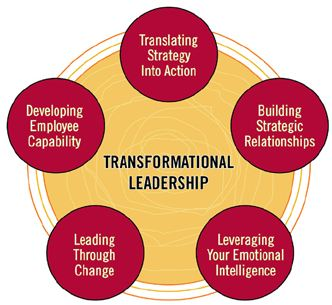 Translating
Strategy
Into Action
Developing
Employee
Capability
Building
Strategic
Relationships
TRANSFORMATIONAL
LEADERSHIP
Leading
Through
Change
Leveraging
Your Emotional
Intelligence